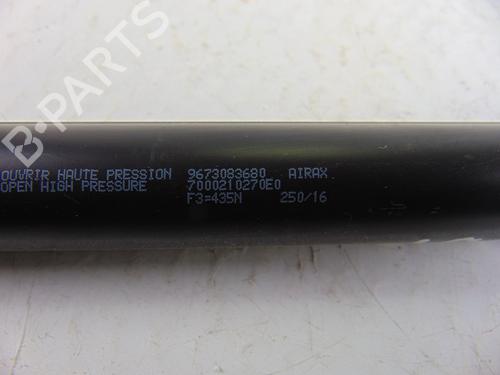 OUVRIR HAUTE PRESSION 9673083680 AIRAX
OPEN HIGH PRESSURE 7000210270E0
F3=435N 250/16
B-PARTS